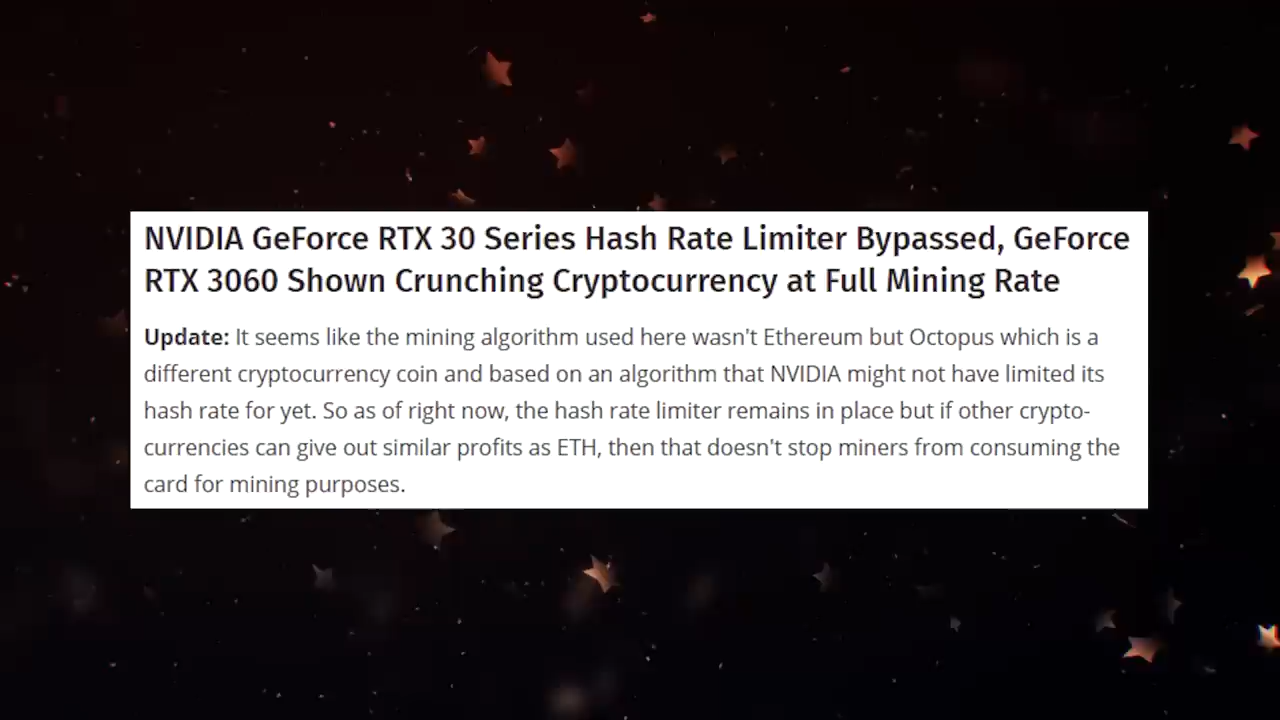 NVIDIA GeForce RTX 30 Series Hash Rate Limiter Bypassed, GeForce
RTX 3060 Shown Crunching Cryptocurrency at Full Mining Rate
Update: It seems like the mining algorithm used here wasn't Ethereum but Octopus which is a
different cryptocurrency coin and based on an algorithm that NVIDIA might not have limited its
hash rate for yet. So as of right now, the hash rate limiter remains in place but if other crypto-
currencies can give out similar profits as ETH, then that doesn't stop miners from consuming the
card for mining purposes.